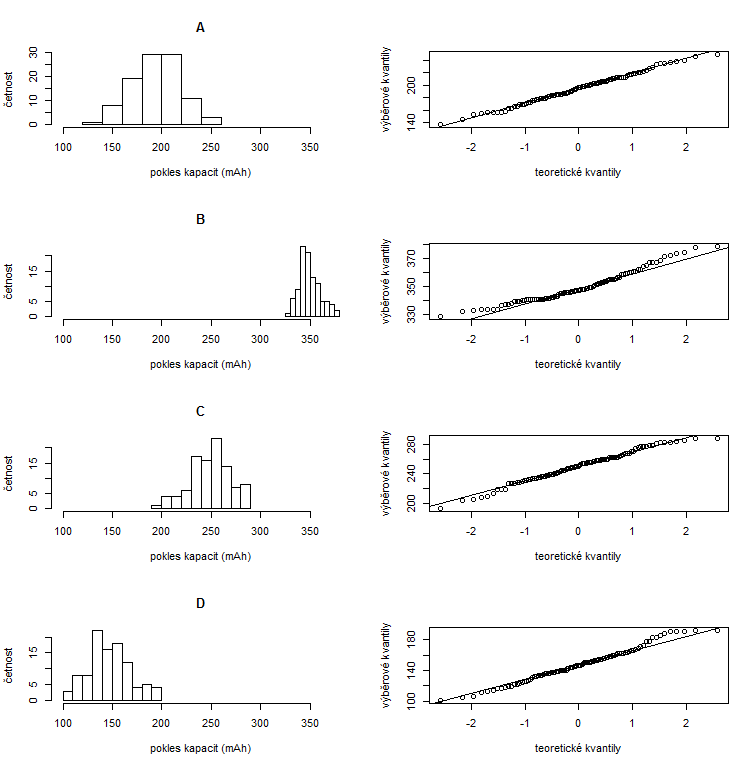 A
četnost
0 10 20 30
100 150 200 250 300 350
pokles kapacit (mAh)
výběrové kvantily
140 200
-2 -1 0 1 2
teoretické kvantily
B
četnost
0 5 15
100 150 200 250 300 350
pokles kapacit (mAh)
výběrové kvantily
330 350 370
-2 -1 0 1 2
teoretické kvantily
C
četnost
0 5 15
100 150 200 250 300 350
pokles kapacit (mAh)
výběrové kvantily
200 240 280
-2 -1 0 1 2
teoretické kvantily
D
četnost
0 5 15
100 150 200 250 300 350
pokles kapacit (mAh)
výběrové kvantily
100 140 180
-2 -1 0 1 2
teoretické kvantily